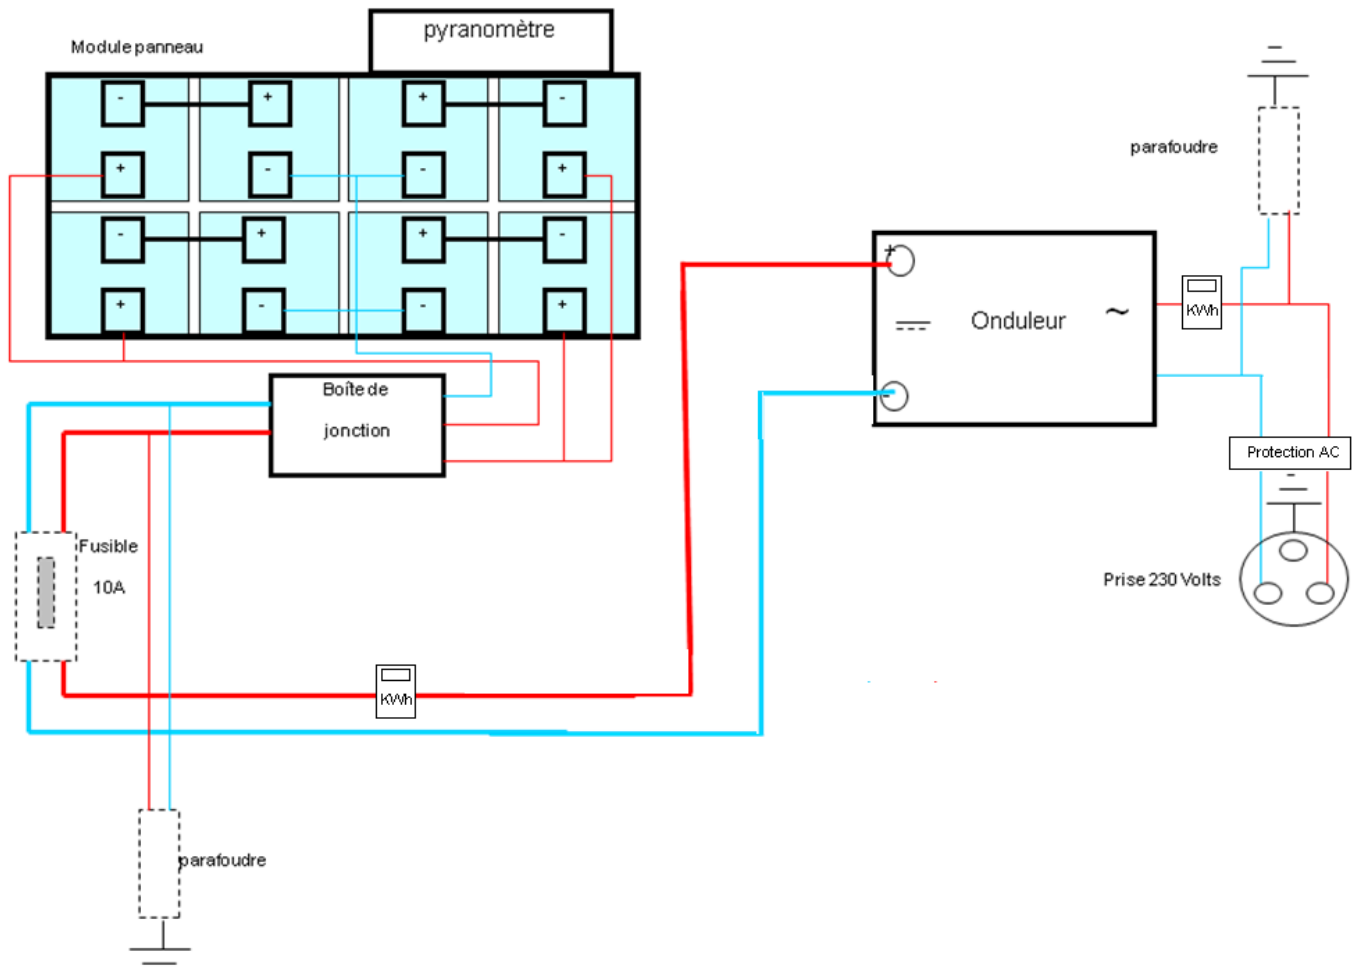 pyranomètre
Module panneau
- + + -
+ - - +
- + + -
+ - - +
parafoudre
+
Onduleur ~
KWh
-
Boîte de
jonction
Protection AC
Fusible
10A
Prise 230 Volts
KWh
parafoudre